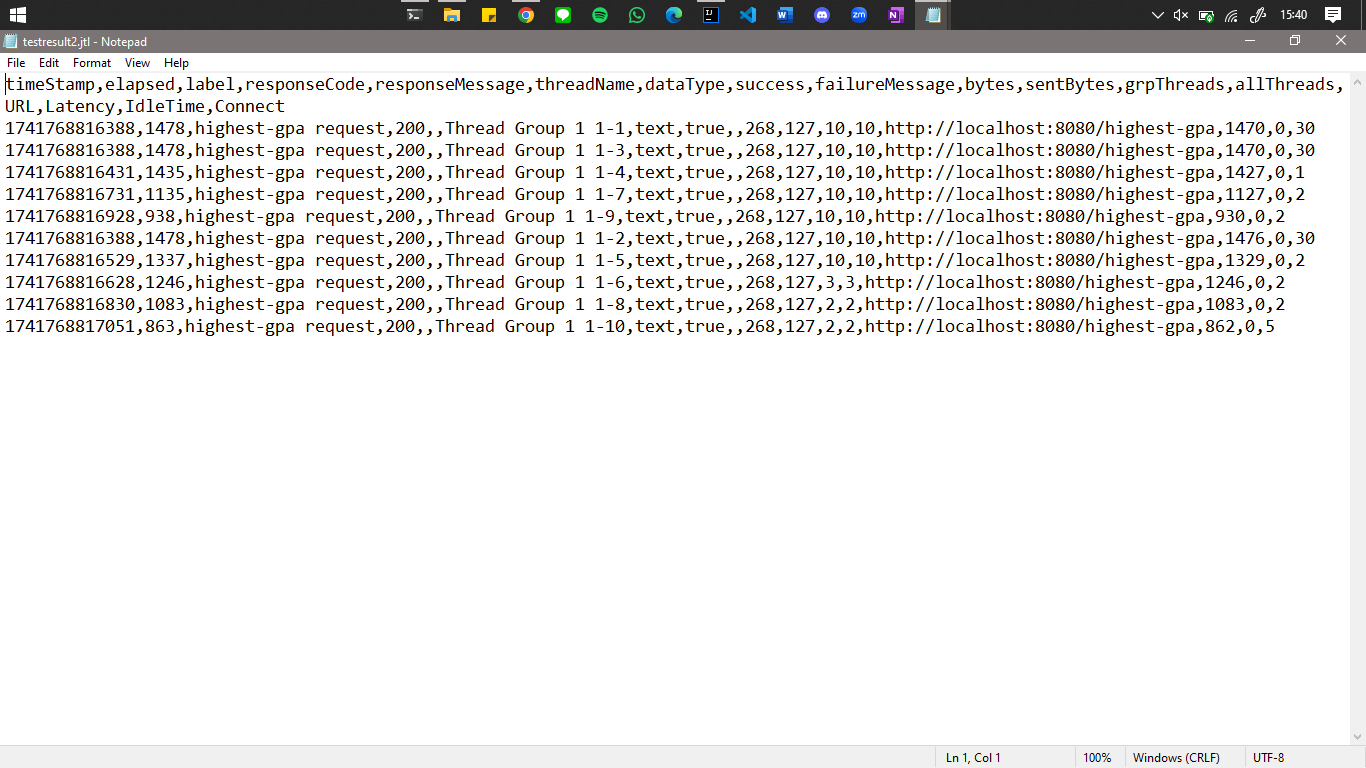 15:40
testresult2.jtl - Notepad
File Edit Format View Help
timeStamp,elapsed,label,responseCode,responseMessage,threadName,dataType,success,failureMessage,bytes,sentBytes,grpThreads,allThreads,
URL,Latency,IdleTime,Connect
1741768816388,1478,highest-gpa request,200,,Thread Group 1 1-1,text,true,,268,127,10,10,http://localhost:8080/highest-gpa,1470,0,30
1741768816388,1478,highest-gpa request,200,,Thread Group 1 1-3,text,true,,268,127,10,10,http://localhost:8080/highest-gpa,1470,0,30
1741768816431,1435,highest-gpa request,200,,Thread Group 1 1-4,text,true,,268,127,10,10,http://localhost:8080/highest-gpa,1427,0,1
1741768816731,1135,highest-gpa request,200,,Thread Group 1 1-7,text,true,,268,127,10,10,http://localhost:8080/highest-gpa,1127,0,2
1741768816928,938,highest-gpa request,200,,Thread Group 1 1-9,text,true,,268,127,10,10,http://localhost:8080/highest-gpa,930,0,2
1741768816388,1478,highest-gpa request,200,,Thread Group 1 1-2,text,true,,268,127,10,10,http://localhost:8080/highest-gpa,1476,0,30
1741768816529,1337,highest-gpa request,200,,Thread Group 1 1-5,text,true,,268,127,10,10,http://localhost:8080/highest-gpa,1329,0,2
1741768816628,1246,highest-gpa request,200,,Thread Group 1 1-6,text,true,,268,127,3,3,http://localhost:8080/highest-gpa,1246,0,2
1741768816830,1083,highest-gpa request,200,,Thread Group 1 1-8,text,true,,268,127,2,2,http://localhost:8080/highest-gpa,1083,0,2
1741768817051,863,highest-gpa request,200,,Thread Group 1 1-10,text,true,,268,127,2,2,http://localhost:8080/highest-gpa,862,0,5
Ln 1, Col 1 100% Windows (CRLF) UTF-8